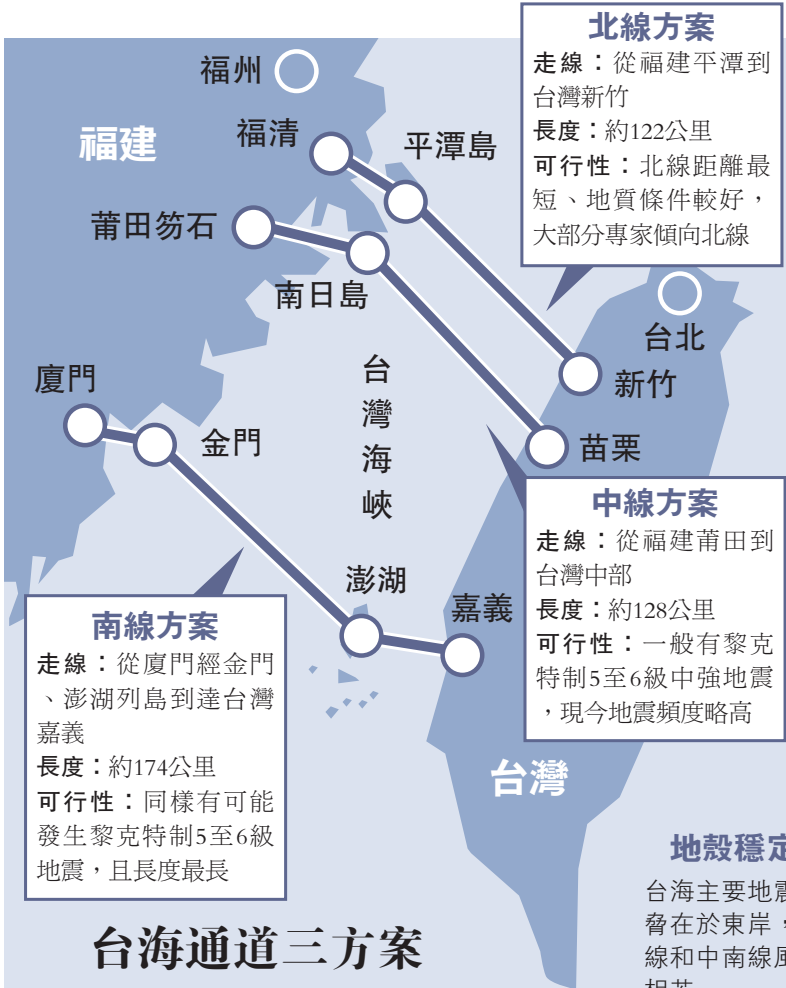 北線方案
走線：從福建平潭到
台灣新竹
長度：約122公里
可行性：北線距離最
短、地質條件較好，
大部分專家傾向北線
福州
福建
福清
平潭島
莆田笏石
南日島
台北
新竹
廈門
金門
台灣海峽
苗栗
中線方案
走線：從福建莆田到
台灣中部
長度：約128公里
可行性：一般有黎克
特制5至6級中強地震
，現今地震頻度略高
澎湖
嘉義
南線方案
走線：從廈門經金門
、澎湖列島到達台灣
嘉義
長度：約174公里
可行性：同樣有可能
發生黎克特制5至6級
地震，且長度最長
台灣
地殼穩定
台海主要地震
脅在於東岸，
線和中南線風
台海通道三方案